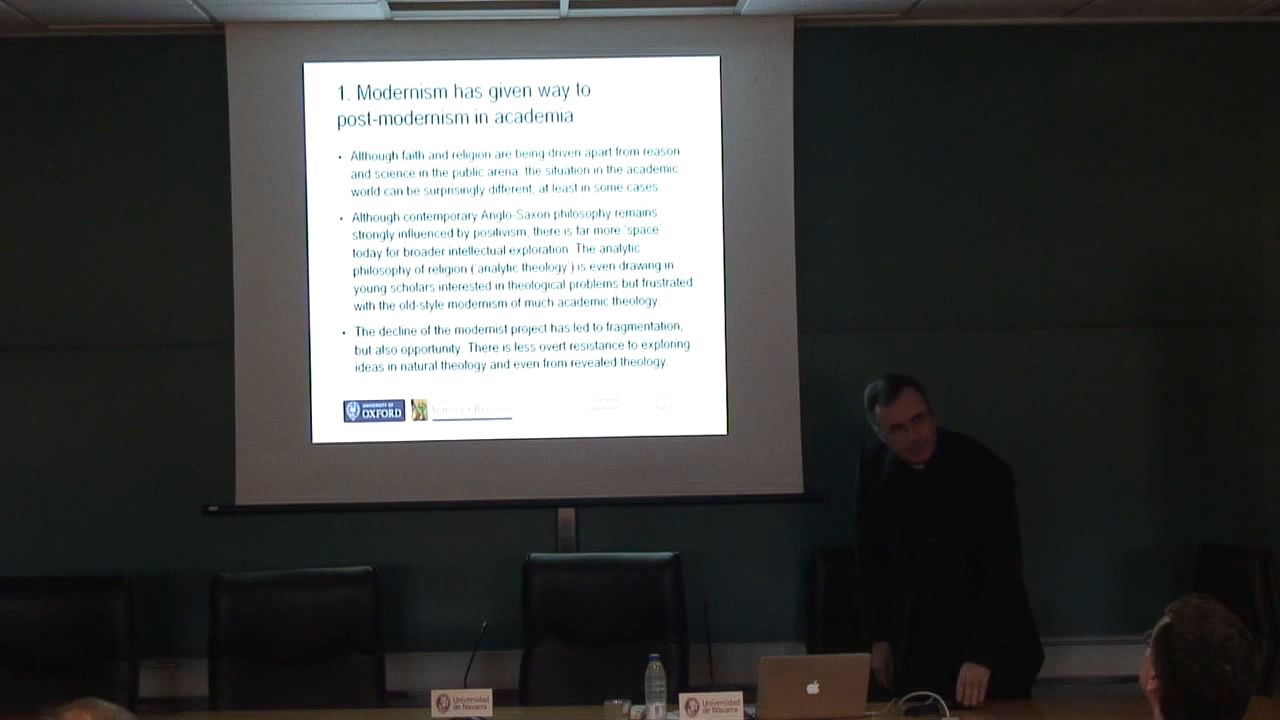 1. Modernism has given way to
post-modernism in academia
• Although faith and religion are being driven apart from reason
and science in the public arena, the situation in the academic
world can be surprisingly different, at least in some cases.
• Although contemporary Anglo-Saxon philosophy remains
strongly influenced by positivism, there is far more 'space'
today for broader intellectual exploration. The analytic
philosophy of religion ('analytic theology') is even drawing in
young scholars interested in theological problems but frustrated
with the old-style modernism of much academic theology.
• The decline of the modernist project has led to fragmentation,
but also opportunity. There is less overt resistance to exploring
ideas in natural theology and even from revealed theology.
UNIVERSITY OF
OXFORD
Universidad
de Navarra
Universidad
de Navarra